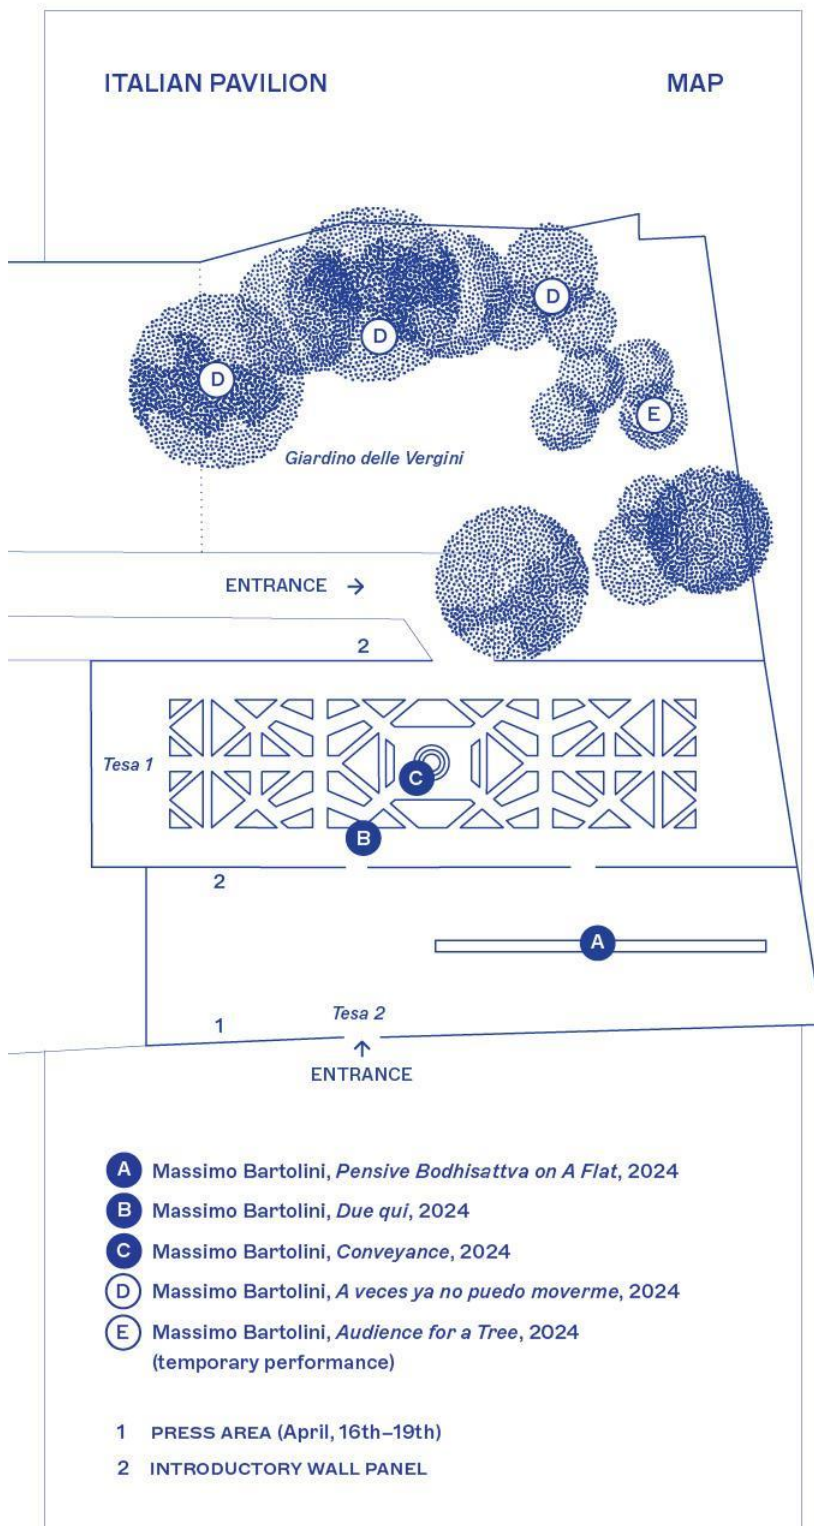 ITALIAN PAVILION
MAP
D
D
D
E
Giardino delle Vergini
ENTRANCE →
2
Tesa 1
C
B
2
A
1
Tesa 2
↑
ENTRANCE
A Massimo Bartolini, Pensive Bodhisattva on A Flat, 2024
B Massimo Bartolini, Due qui, 2024
C Massimo Bartolini, Conveyance, 2024
D Massimo Bartolini, A veces ya no puedo moverme, 2024
E Massimo Bartolini, Audience for a Tree, 2024
(temporary performance)
1 PRESS AREA (April, 16th–19th)
2 INTRODUCTORY WALL PANEL